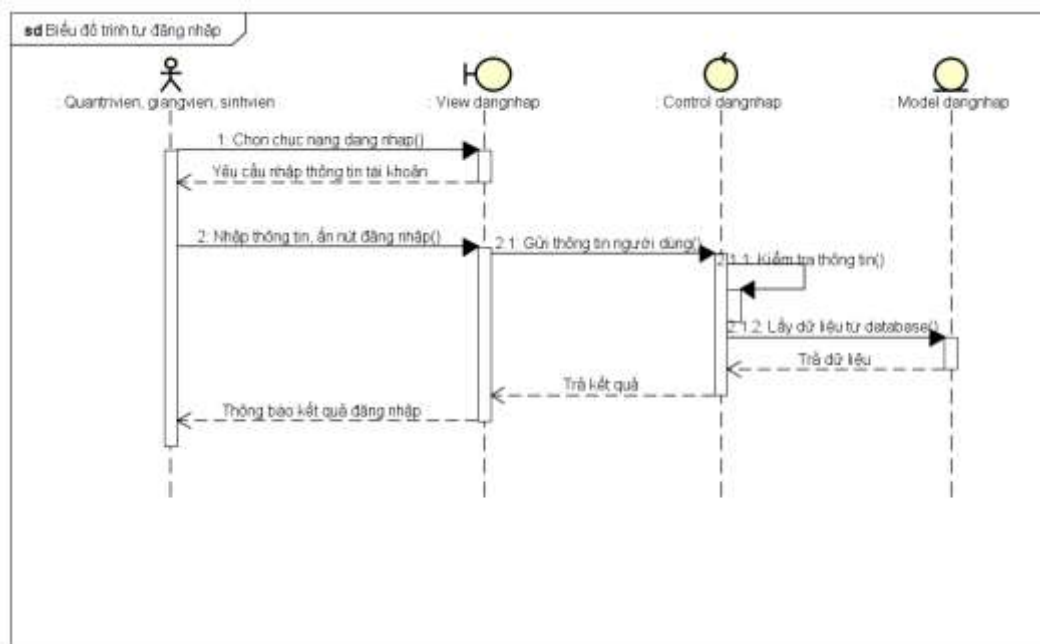 sd Biểu đồ trình tự đăng nhập
: Quantrivien, giangvien, sinhvien
: View dangnhap
: Control dangnhap
: Model dangnhap
1: Chon chuc nang dang nhap()
Yêu cầu nhập thông tin tài khoản
2: Nhập thông tin, ấn nút đăng nhập()
2.1: Gửi thông tin người dùng()
2.1.1: Kiểm tra thông tin()
2.1.2: Lấy dữ liệu từ database()
Trả dữ liệu
Trả kết quả
Thông báo kết quả đăng nhập